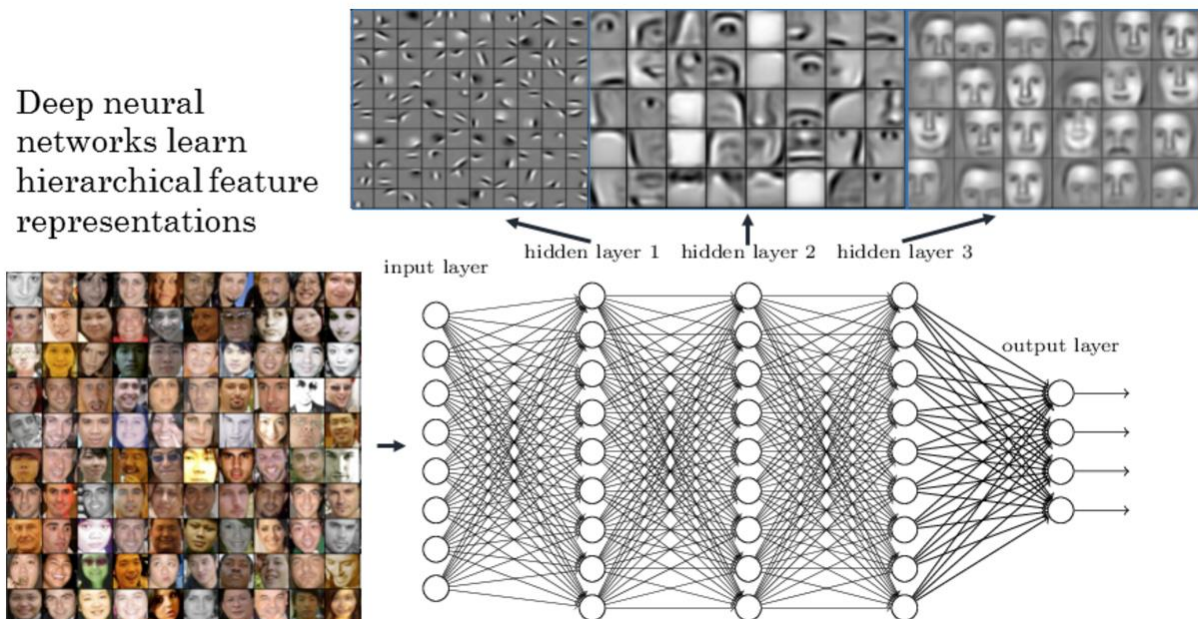 Deep neural
networks learn
hierarchical feature
representations
hidden layer 1
hidden layer 2
hidden layer 3
input layer
output layer